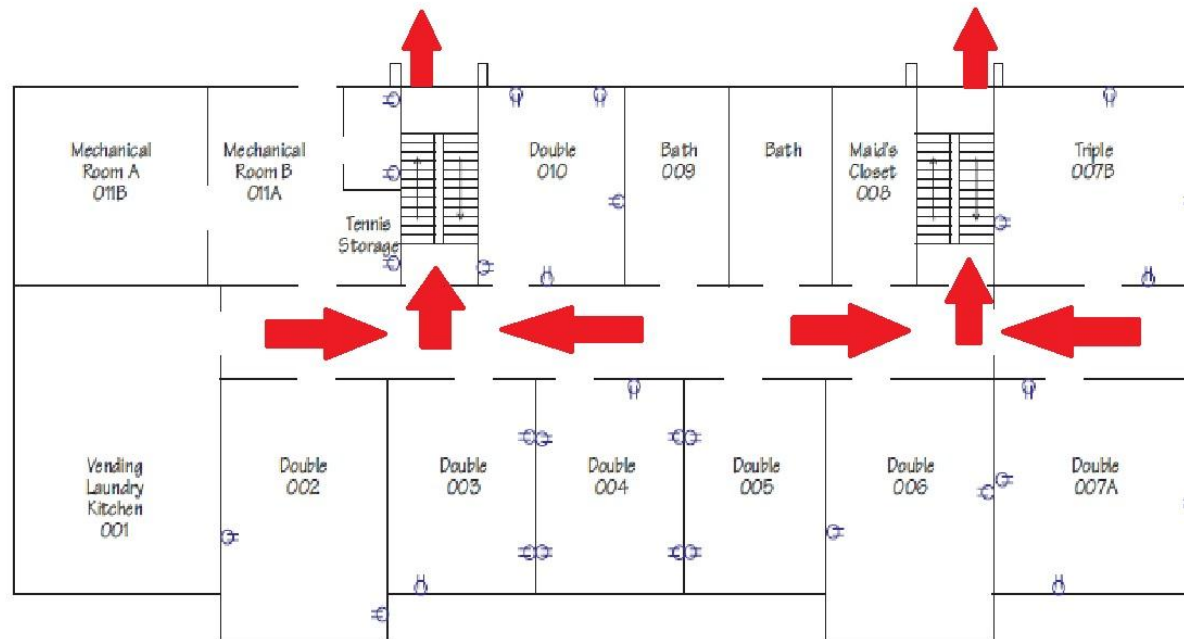 Mechanical
Room A
011B
Mechanical
Room B
011A
Tennis
Storage
Double
010
Bath
009
Bath
Maid's
Closet
008
Triple
007B
Vending
Laundry
Kitchen
001
Double
002
Double
003
Double
004
Double
005
Double
006
Double
007A